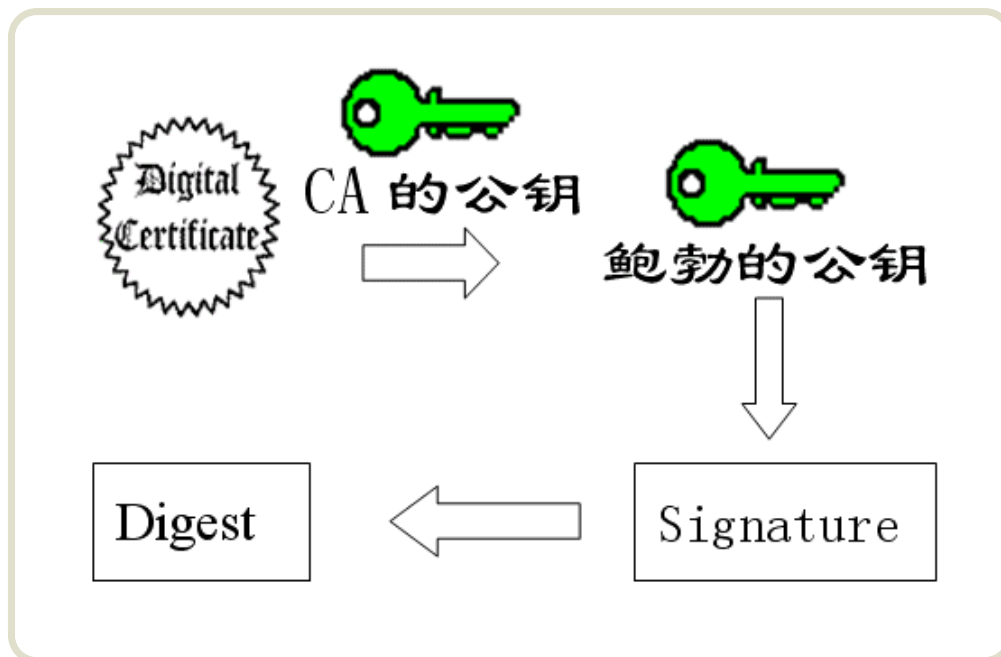 Digital
Certificate
CA 的公钥
鲍勃的公钥
Digest
Signature